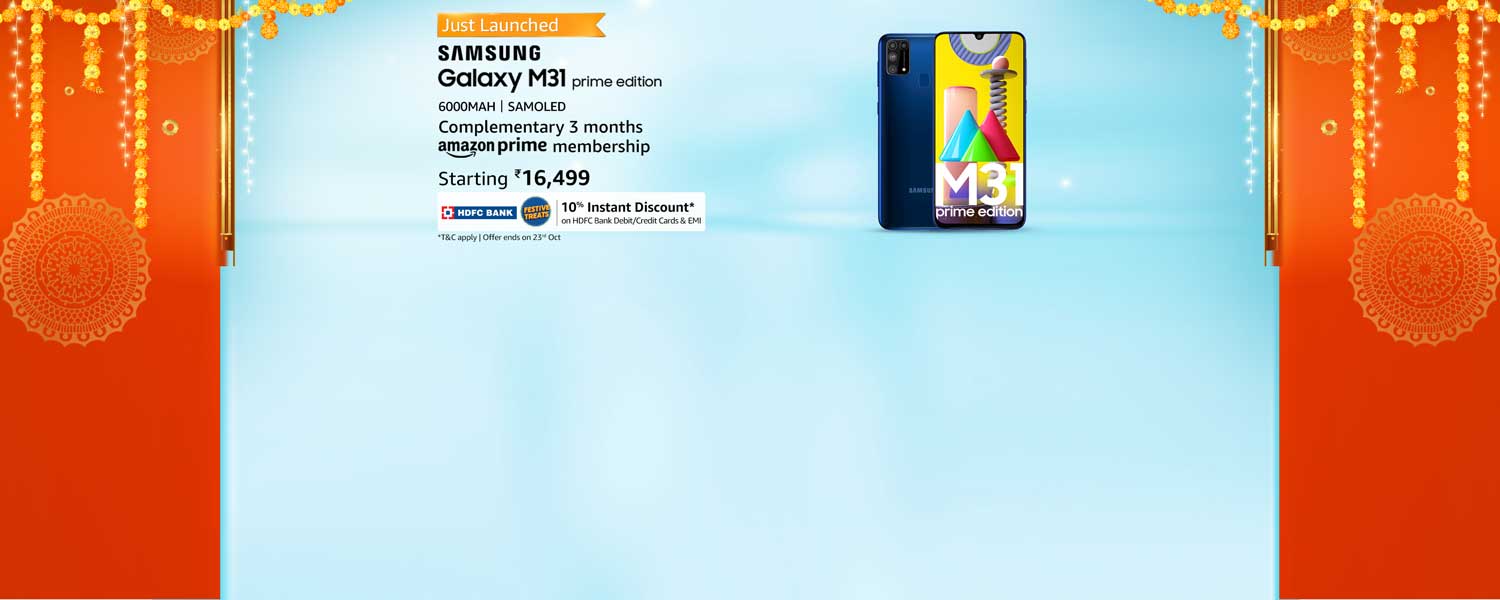 Just Launched
SAMSUNG
Galaxy M31 prime edition
6000MAH | SAMOLED
Complementary 3 months
amazon prime membership
Starting ₹16,499
HDFC BANK
FESTIVE
TREATS
10% Instant Discount*
on HDFC Bank Debit/Credit Cards & EMI
*T&C apply | Offer ends on 23rd Oct
SAMSU
M31
prime edition